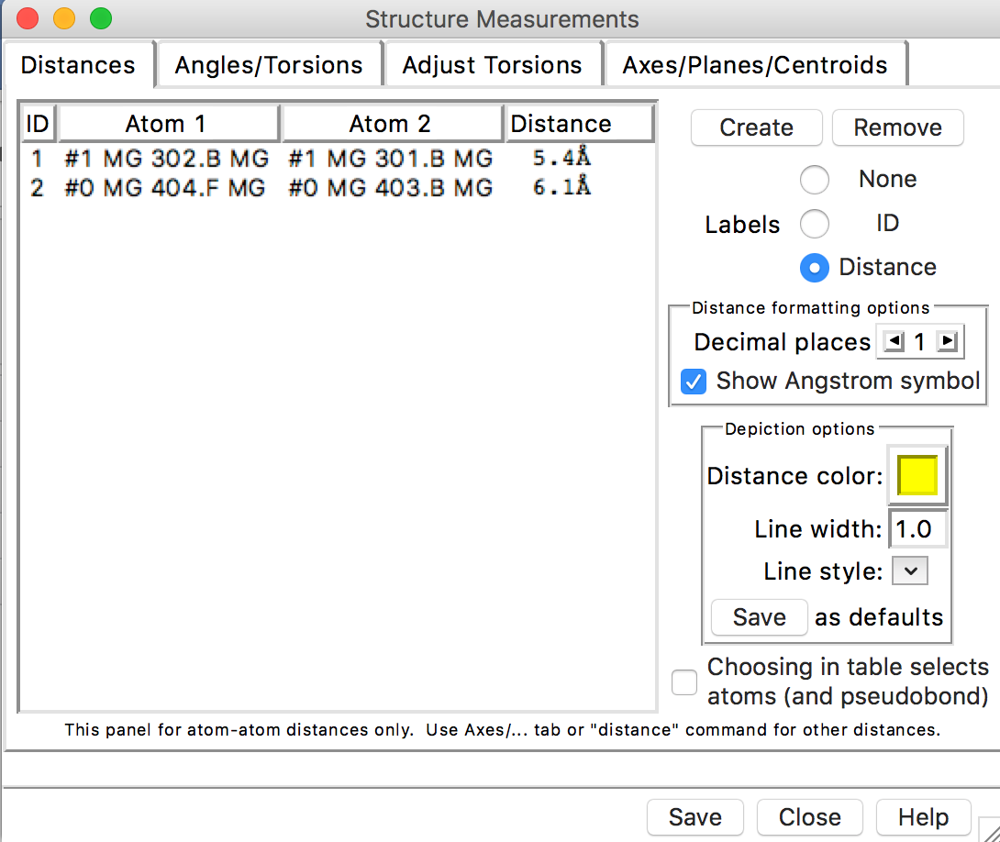 Structure Measurements
Distances Angles/Torsions Adjust Torsions Axes/Planes/Centroids
ID Atom 1 Atom 2 Distance
1 #1 MG 302.B MG #1 MG 301.B MG 5.4Å
2 #0 MG 404.F MG #0 MG 403.B MG 6.1Å
Create Remove
None
Labels ID
Distance
Distance formatting options
Decimal places 1
Show Angstrom symbol
Depiction options
Distance color:
Line width: 1.0
Line style:
Save as defaults
Choosing in table selects
atoms (and pseudobond)
This panel for atom-atom distances only. Use Axes/... tab or "distance" command for other distances.
Save Close Help